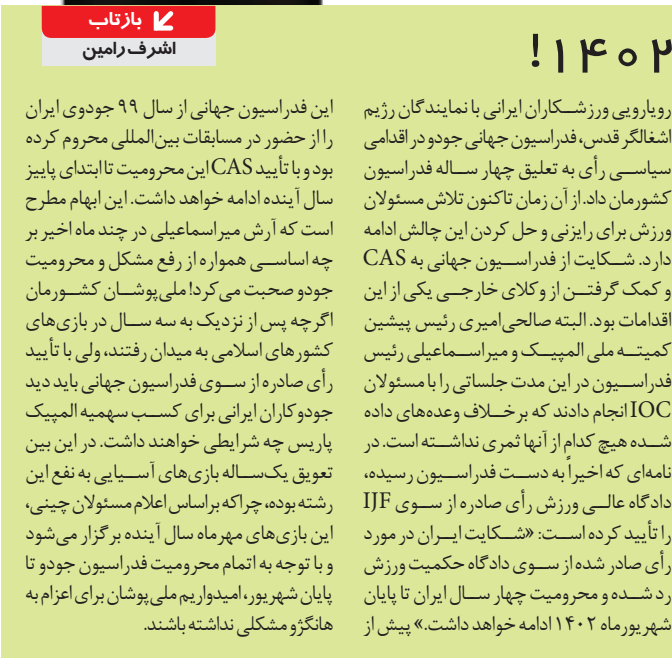 بازتاب
اشرف رامین
۱۴۰۲!
رویارویی ورزشکاران ایرانی با نمایندگان رژیم
اشغالگر قدس، فدراسیون جهانی جودو در اقدامی
سیاسی رأی به تعلیق چهار ساله فدراسیون
کشورمان داد. از آن زمان تاکنون تلاش مسئولان
ورزش برای رایزنی و حل کردن این چالش ادامه
دارد. شکایت از فدراسیون جهانی به CAS
و کمک گرفتن از وکلای خارجی یکی از این
اقدامات بود. البته صالحی‌امیری رئیس پیشین
کمیته ملی المپیک و میراسماعیلی رئیس
فدراسیون در این مدت جلساتی را با مسئولان
IOC انجام دادند که برخلاف وعده‌های داده
شده هیچ کدام از آنها ثمری نداشته است. در
نامه‌ای که اخیراً به دست فدراسیون رسیده،
دادگاه عالی ورزش رأی صادره از سوی IJF
را تأیید کرده است: «شکایت ایران در مورد
رأی صادر شده از سوی دادگاه حکمیت ورزش
رد شده و محرومیت چهار سال ایران تا پایان
شهریورماه ۱۴۰۲ ادامه خواهد داشت.» پیش از
این فدراسیون جهانی از سال ۹۹ جودوی ایران
را از حضور در مسابقات بین‌المللی محروم کرده
بود و با تأیید CAS این محرومیت تا ابتدای پاییز
سال آینده ادامه خواهد داشت. این ابهام مطرح
است که آرش میراسماعیلی در چند ماه اخیر بر
چه اساسی همواره از رفع مشکل و محرومیت
جودو صحبت می‌کرد! ملی‌پوشان کشورمان
اگرچه پس از نزدیک به سه سال در بازی‌های
کشورهای اسلامی به میدان رفتند، ولی با تأیید
رأی صادره از سوی فدراسیون جهانی باید دید
جودوکاران ایرانی برای کسب سهمیه المپیک
پاریس چه شرایطی خواهند داشت. در این بین
تعویق یک‌ساله بازی‌های آسیایی به نفع این
رشته بوده، چراکه براساس اعلام مسئولان چینی،
این بازی‌های مهرماه سال آینده برگزار می‌شود
و با توجه به اتمام محرومیت فدراسیون جودو تا
پایان شهریور، امیدواریم ملی‌پوشان برای اعزام به
هانگژو مشکلی نداشته باشند.